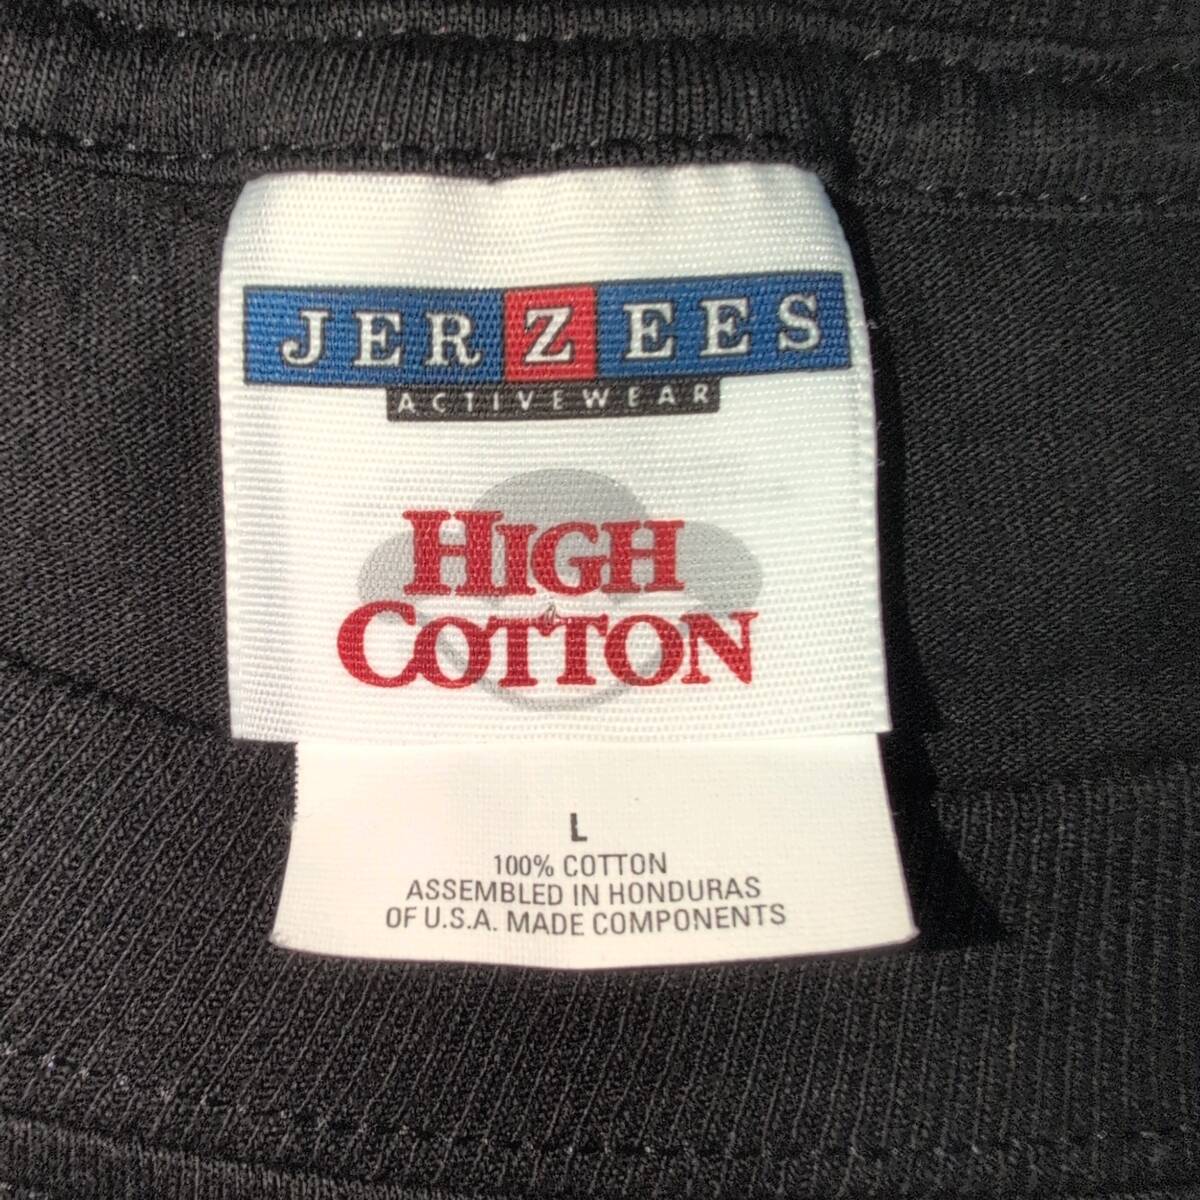 JERZEES
ACTIVEWEAR
HIGH
COTTON
L
100% COTTON
ASSEMBLED IN HONDURAS
OF U.S.A. MADE COMPONENTS